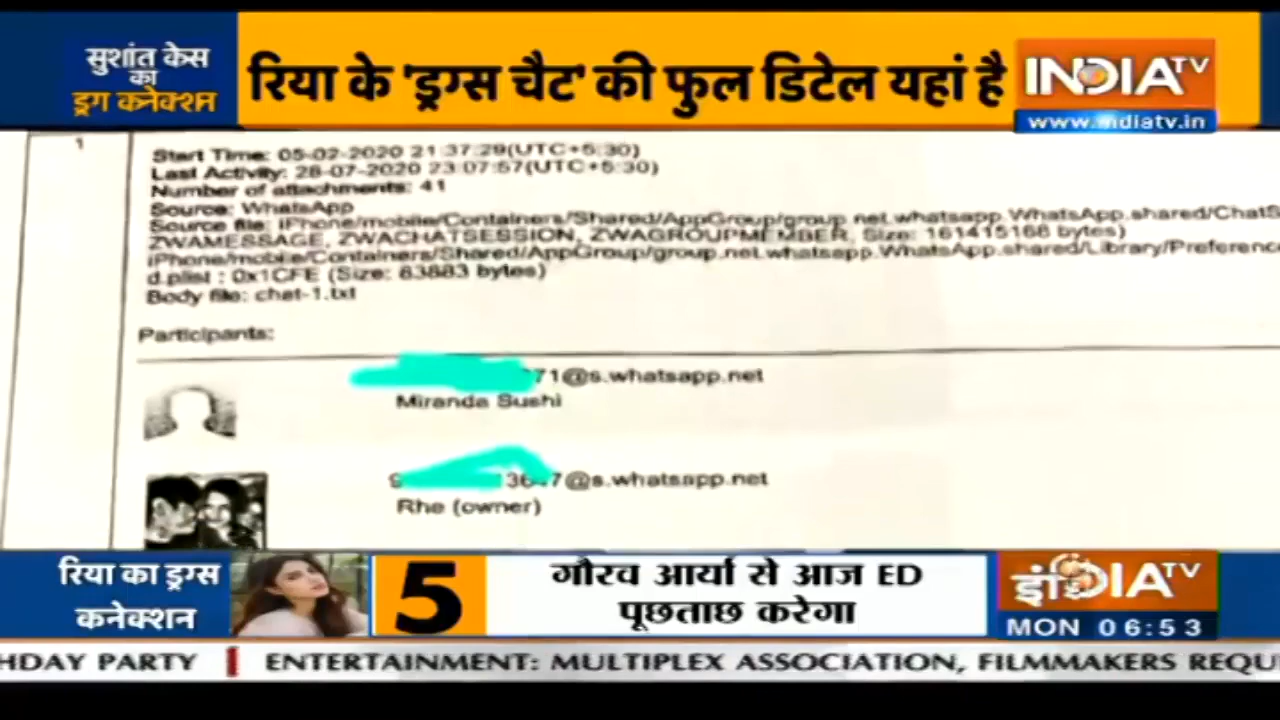 सुशांत केस
का
ड्रग कनेक्शन
रिया के 'ड्रग्स चैट' की फुल डिटेल यहां है
INDIA TV
www.indiatv.in
1
Start Time: 05-02-2020 21:37:29(UTC+5:30)
Last Activity: 28-07-2020 23:07:57(UTC+5:30)
Number of attachments: 41
Source: WhatsApp
Source file: iPhone/mobile/Containers/Shared/AppGroup/group.net.whatsapp.WhatsApp.shared/ChatS
ZWAMESSAGE, ZWACHATSESSION, ZWAGROUPMEMBER, Size: 161415168 bytes)
iPhone/mobile/Containers/Shared/AppGroup/group.net.whatsapp.WhatsApp.shared/Library/Preferenc
d.plist : 0x1CFE (Size: 83883 bytes)
Body file: chat-1.txt
Participants:
71@s.whatsapp.net
Miranda Sushi
@s.whatsapp.net
Rhe (owner)
रिया का ड्रग्स
कनेक्शन
5
गौरव आर्या से आज ED
पूछताछ करेगा
इंDIA TV
MON 06:53
HDAY PARTY | ENTERTAINMENT: MULTIPLEX ASSOCIATION, FILMMAKERS REQU